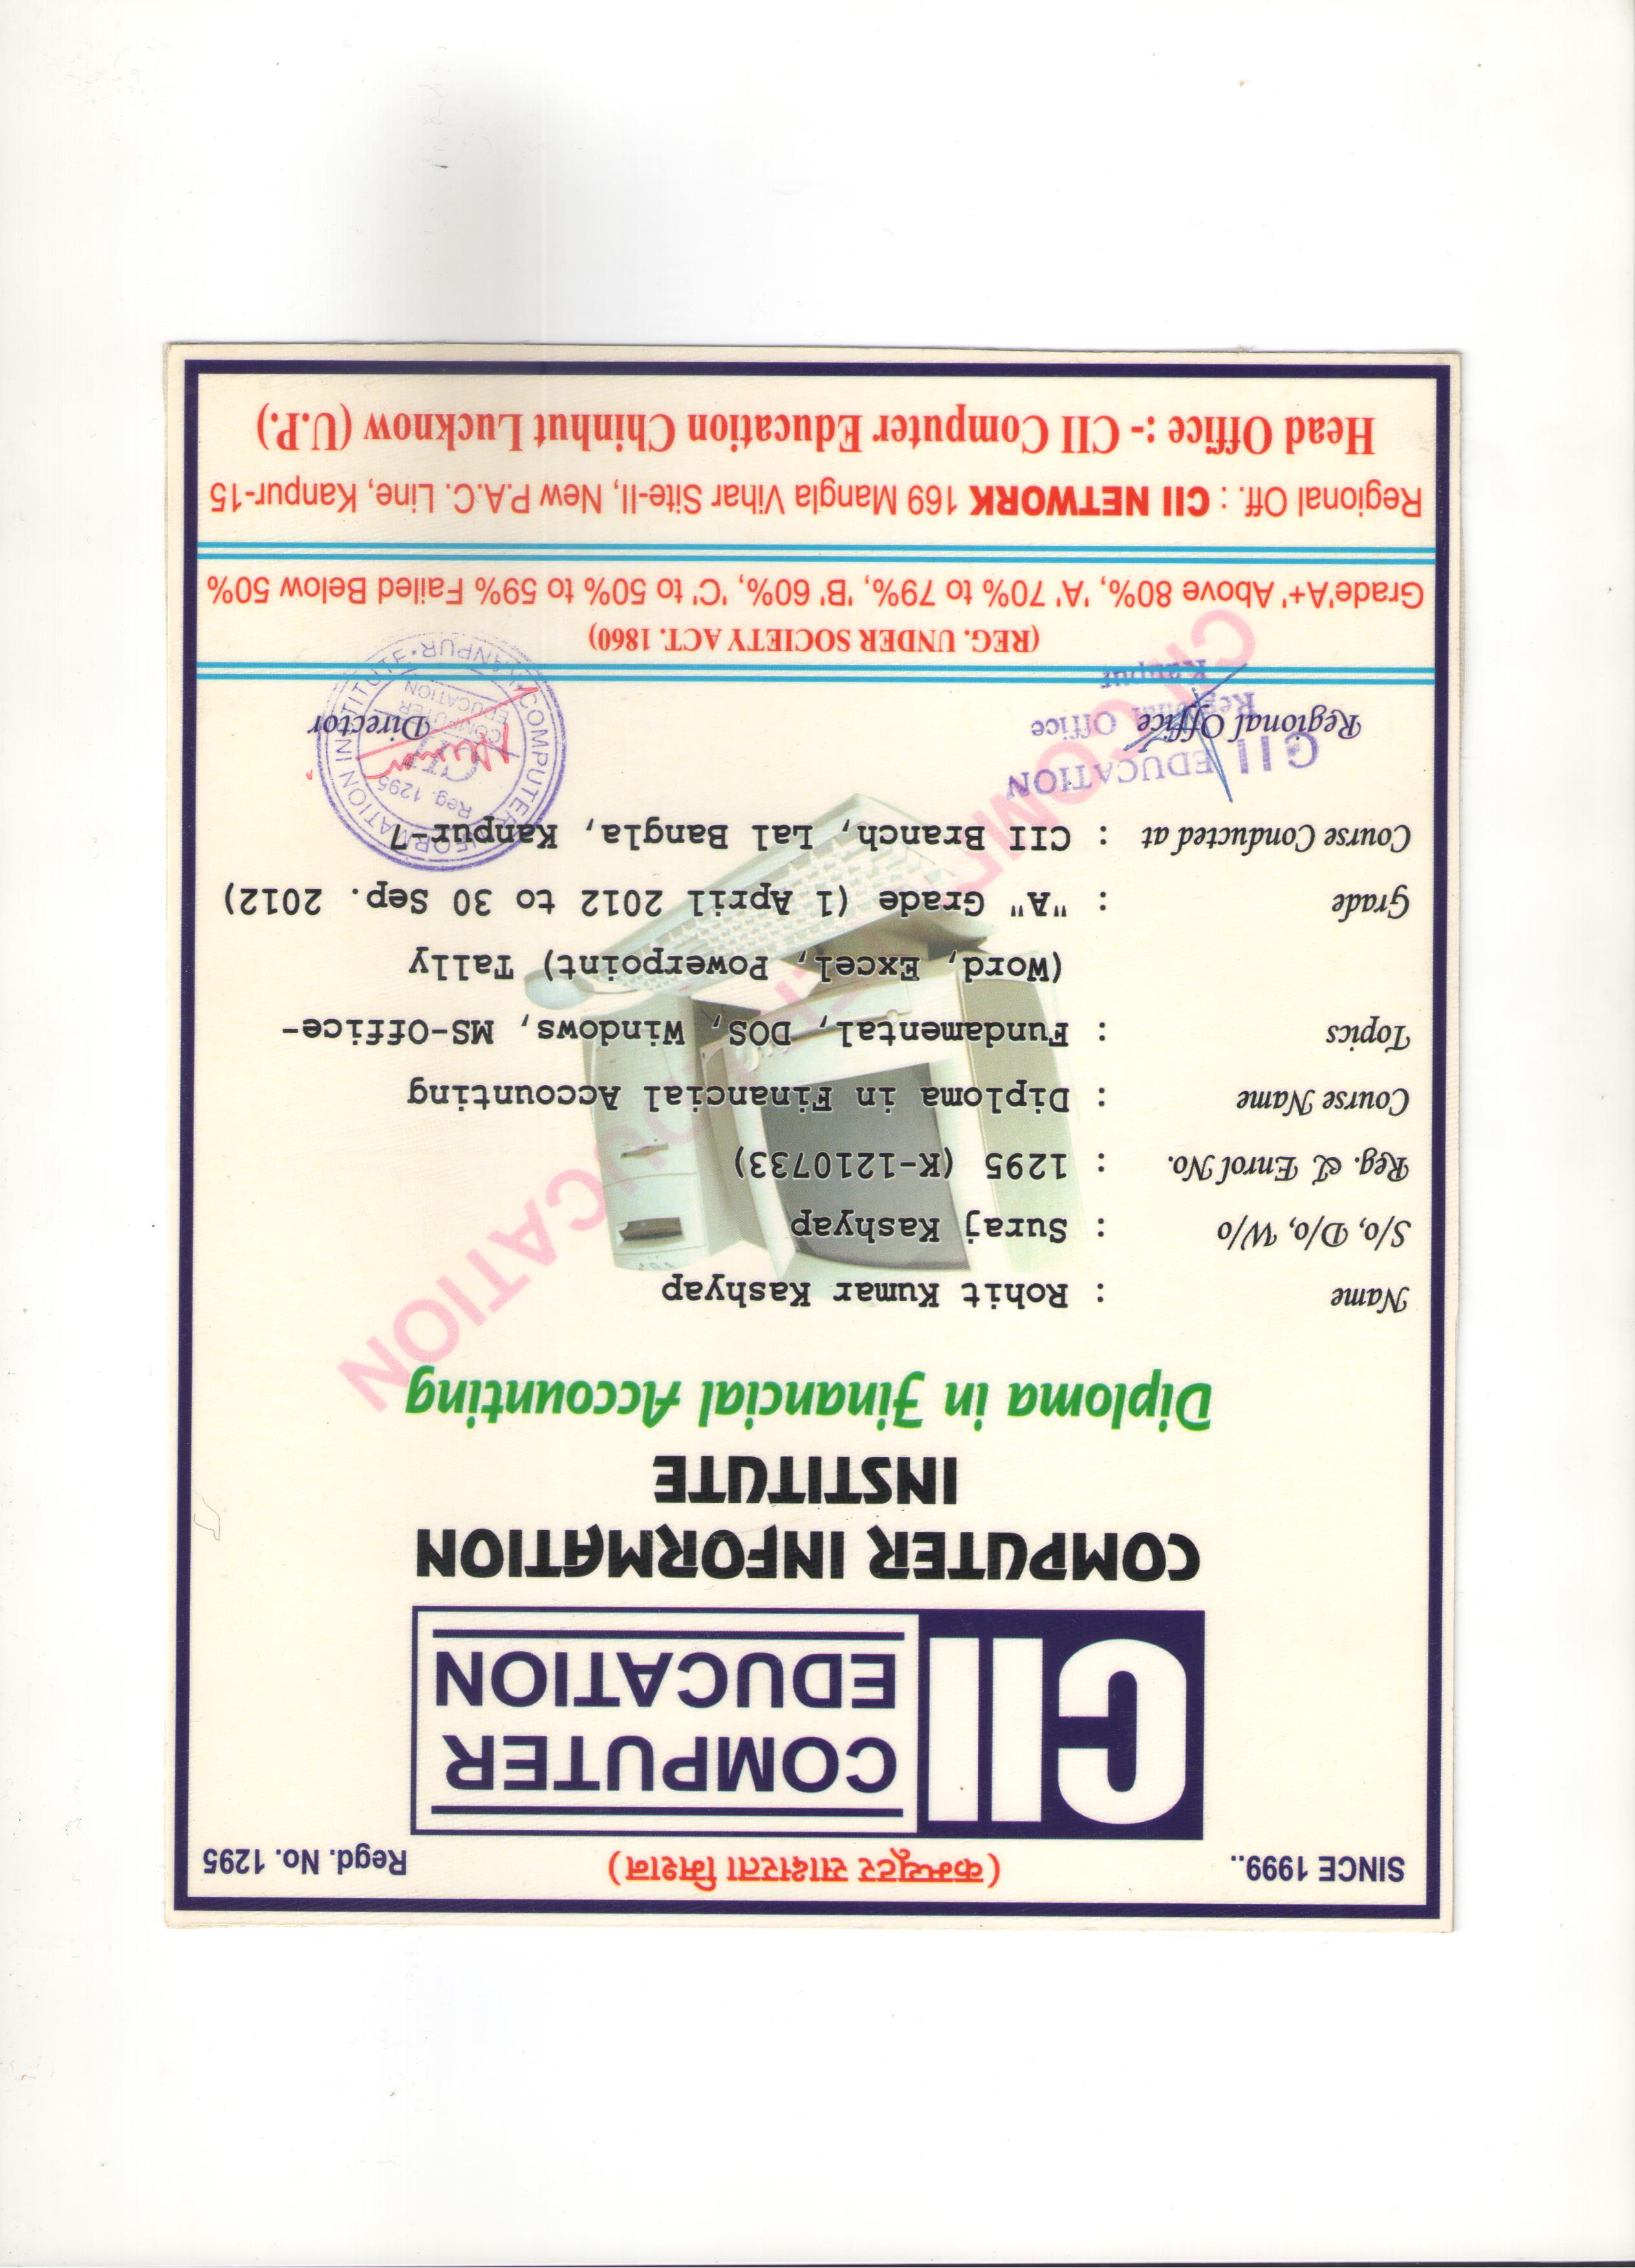 SINCE 1999..
(कम्प्यूटर साक्षरता मिशन)
Regd. No. 1295
CII COMPUTER
EDUCATION
COMPUTER INFORMATION
INSTITUTE
Diploma in Financial Accounting
Name : Rohit Kumar Kashyap
S/o, D/o, W/o : Suraj Kashyap
Reg. & Enrol No. : 1295 (K-1210733)
Course Name : Diploma in Financial Accounting
Topics : Fundamental, DOS, Windows, MS-Office-
(Word, Excel, Powerpoint) Tally
Grade : "A" Grade (1 April 2012 to 30 Sep. 2012)
Course Conducted at : CII Branch, Lal Bangla, Kanpur-7
CII EDUCATION
Regional Office
Kanpur
Regional Office
COMPUTER INFORMATION INSTITUTE
KANPUR
Reg. 1295
CII
COMPUTER
EDUCATION
Director
CII COMPUTER EDUCATION
(REG. UNDER SOCIETY ACT. 1860)
Grade'A+' Above 80%, 'A' 70% to 79%, 'B' 60%, 'C' to 50% to 59% Failed Below 50%
Regional Off. : CII NETWORK 169 Mangla Vihar Site-II, New P.A.C. Line, Kanpur-15
Head Office :- CII Computer Education Chinhut Lucknow (U.P.)